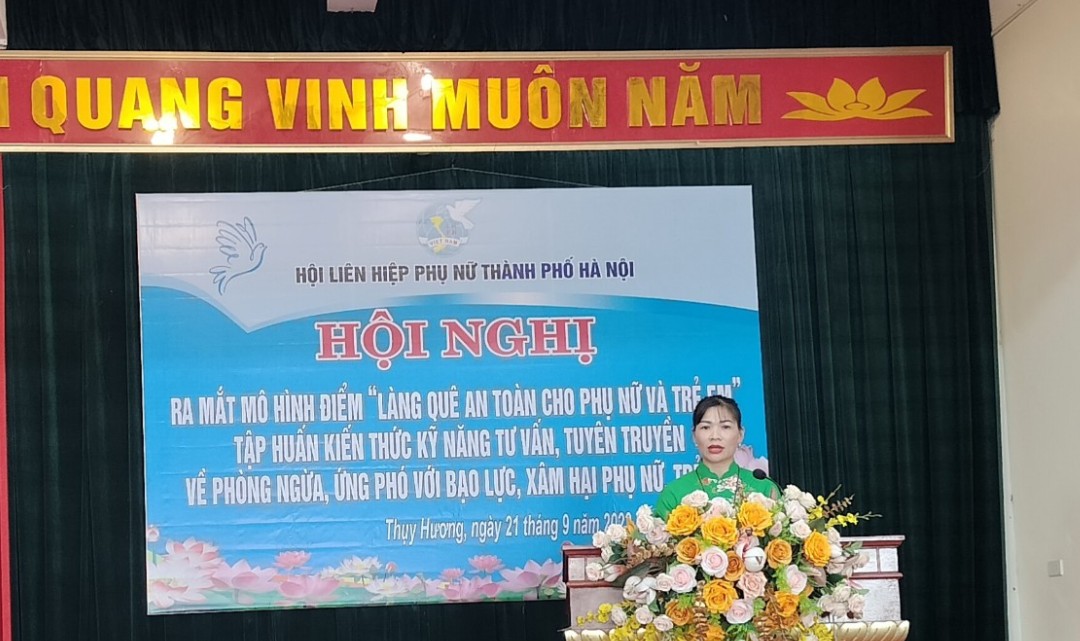 QUANG VINH MUÔN NĂM
VIỆT NAM
HỘI LIÊN HIỆP PHỤ NỮ THÀNH PHỐ HÀ NỘI
HỘI NGHỊ
RA MẮT MÔ HÌNH ĐIỂM "LÀNG QUÊ AN TOÀN CHO PHỤ NỮ VÀ TRẺ EM"
TẬP HUẤN KIẾN THỨC KỸ NĂNG TƯ VẤN, TUYÊN TRUYỀN
VỀ PHÒNG NGỪA, ỨNG PHÓ VỚI BẠO LỰC, XÂM HẠI PHỤ NỮ
Thụy Hương, ngày 21 tháng 9 năm